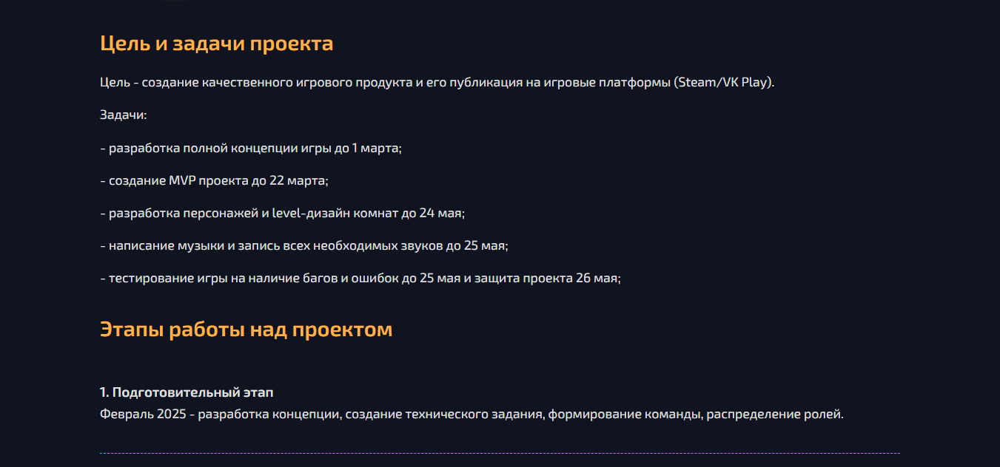 Цель и задачи проекта
Цель - создание качественного игрового продукта и его публикация на игровые платформы (Steam/VK Play).
Задачи:
- разработка полной концепции игры до 1 марта;
- создание MVP проекта до 22 марта;
- разработка персонажей и level-дизайн комнат до 24 мая;
- написание музыки и запись всех необходимых звуков до 25 мая;
- тестирование игры на наличие багов и ошибок до 25 мая и защита проекта 26 мая;
Этапы работы над проектом
1. Подготовительный этап
Февраль 2025 - разработка концепции, создание технического задания, формирование команды, распределение ролей.